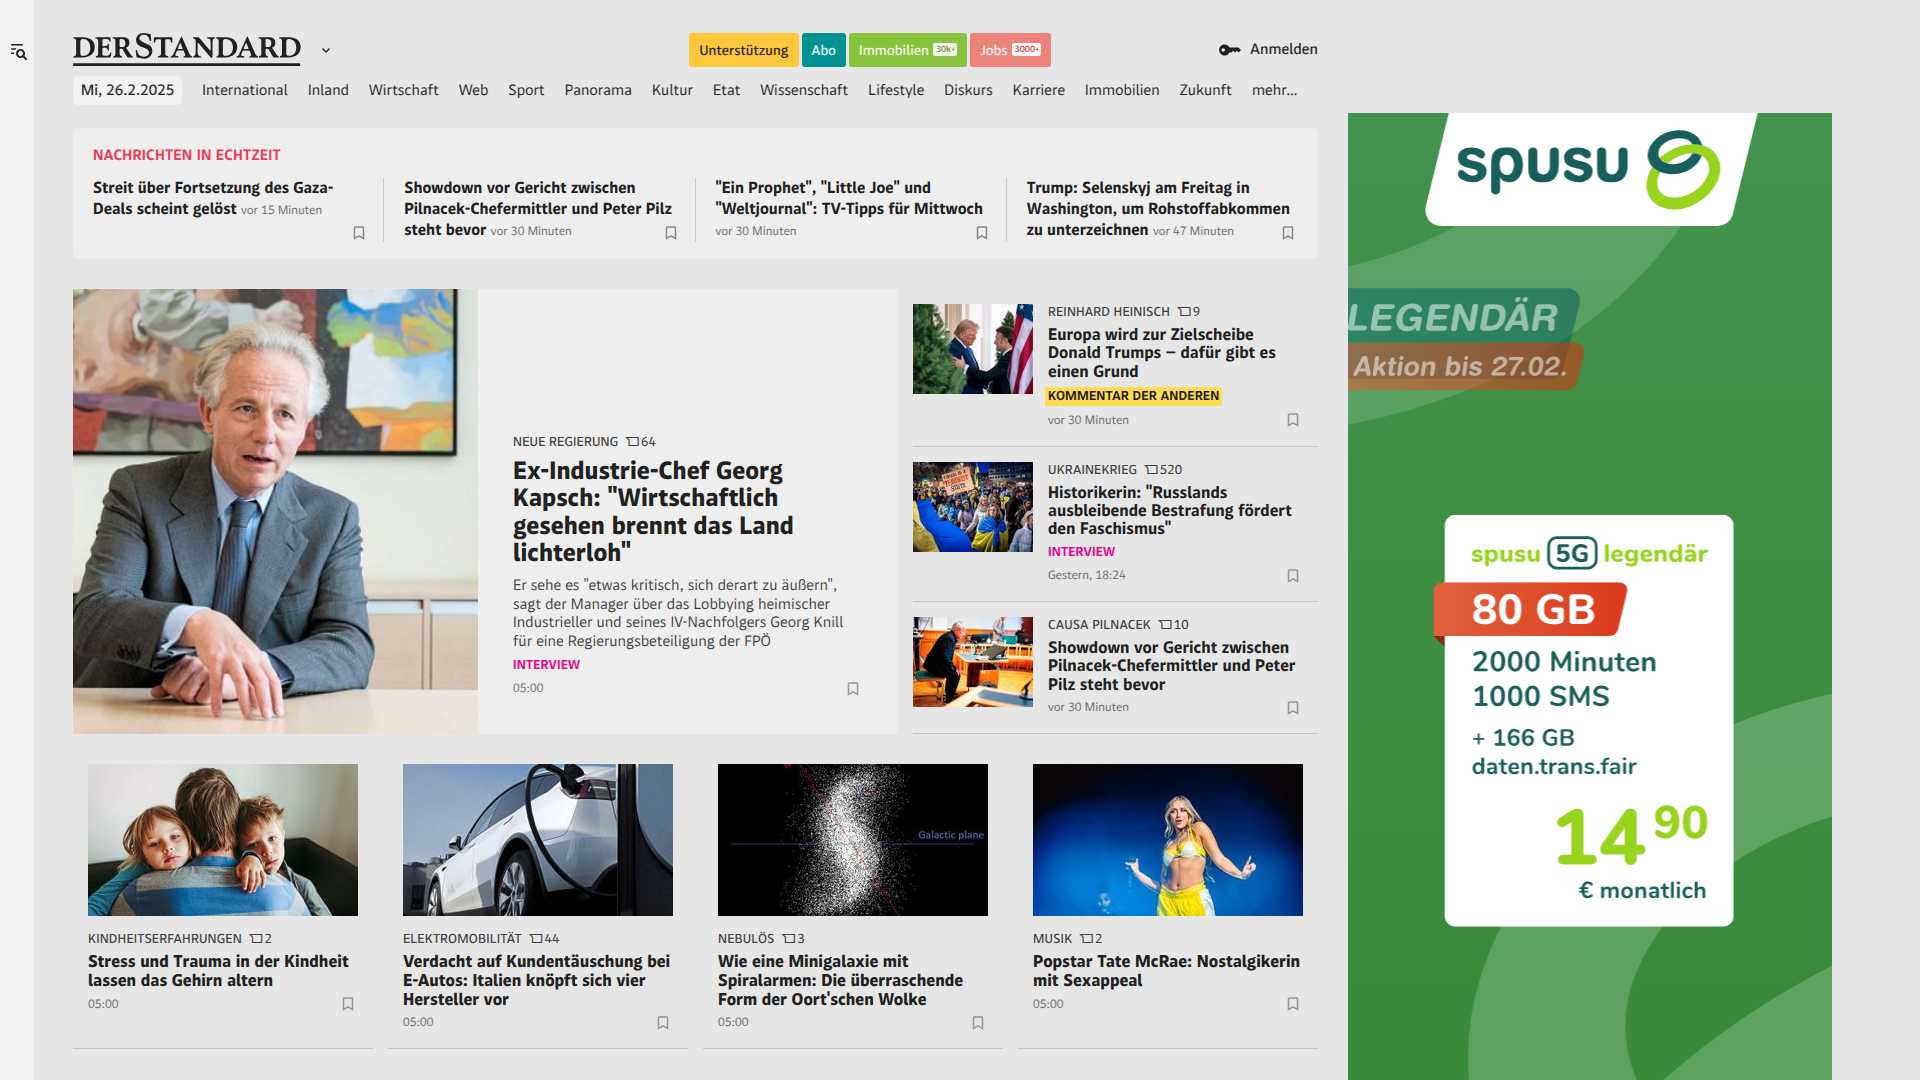 DERSTANDARD
Unterstützung
Abo
Immobilien 30k+
Jobs 3000+
Anmelden
Mi, 26.2.2025 International Inland Wirtschaft Web Sport Panorama Kultur Etat Wissenschaft Lifestyle Diskurs Karriere Immobilien Zukunft mehr...
NACHRICHTEN IN ECHTZEIT
Streit über Fortsetzung des Gaza-
Deals scheint gelöst vor 15 Minuten
Showdown vor Gericht zwischen
Pilnacek-Chefermittler und Peter Pilz
steht bevor vor 30 Minuten
"Ein Prophet", "Little Joe" und
"Weltjournal": TV-Tipps für Mittwoch
vor 30 Minuten
Trump: Selenskyj am Freitag in
Washington, um Rohstoffabkommen
zu unterzeichnen vor 47 Minuten
NEUE REGIERUNG 64
Ex-Industrie-Chef Georg
Kapsch: "Wirtschaftlich
gesehen brennt das Land
lichterloh"
Er sehe es "etwas kritisch, sich derart zu äußern",
sagt der Manager über das Lobbying heimischer
Industrieller und seines IV-Nachfolgers Georg Knill
für eine Regierungsbeteiligung der FPÖ
INTERVIEW
05:00
REINHARD HEINISCH 9
Europa wird zur Zielscheibe
Donald Trumps – dafür gibt es
einen Grund
KOMMENTAR DER ANDEREN
vor 30 Minuten
UKRAINEKRIEG 520
Historikerin: "Russlands
ausbleibende Bestrafung fördert
den Faschismus"
INTERVIEW
Gestern, 18:24
CAUSA PILNACEK 10
Showdown vor Gericht zwischen
Pilnacek-Chefermittler und Peter
Pilz steht bevor
vor 30 Minuten
KINDHEITSERFAHRUNGEN 2
Stress und Trauma in der Kindheit
lassen das Gehirn altern
05:00
ELEKTROMOBILITÄT 44
Verdacht auf Kundentäuschung bei
E-Autos: Italien knöpft sich vier
Hersteller vor
05:00
Galactic plane
NEBULÖS 3
Wie eine Minigalaxie mit
Spiralarmen: Die überraschende
Form der Oort'schen Wolke
05:00
MUSIK 2
Popstar Tate McRae: Nostalgikerin
mit Sexappeal
05:00
spusu
LEGENDÄR
Aktion bis 27.02.
spusu 5G legendär
80 GB
2000 Minuten
1000 SMS
+ 166 GB
daten.trans.fair
14 90
€ monatlich